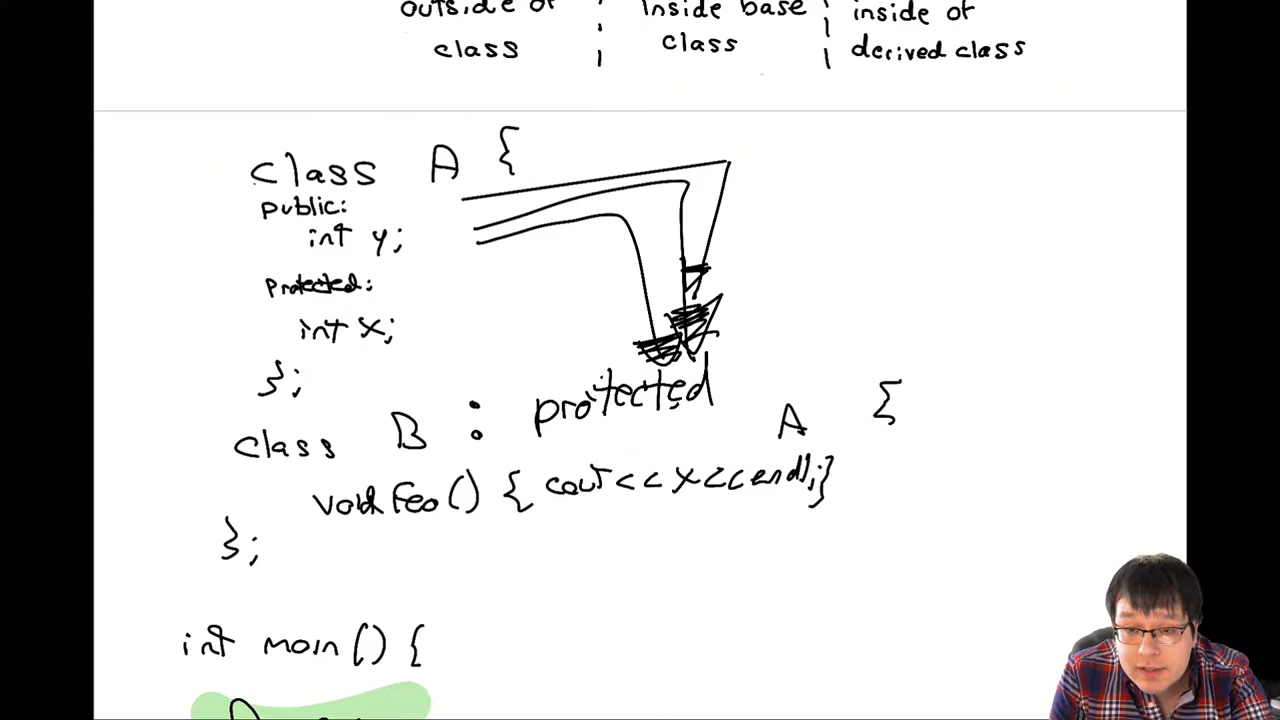 outside of inside base inside of
class class derived class
class A {
public:
int y;
protected:
int x;
};
class B : protected A {
void foo() { cout << x << endl; }
};
int main() {